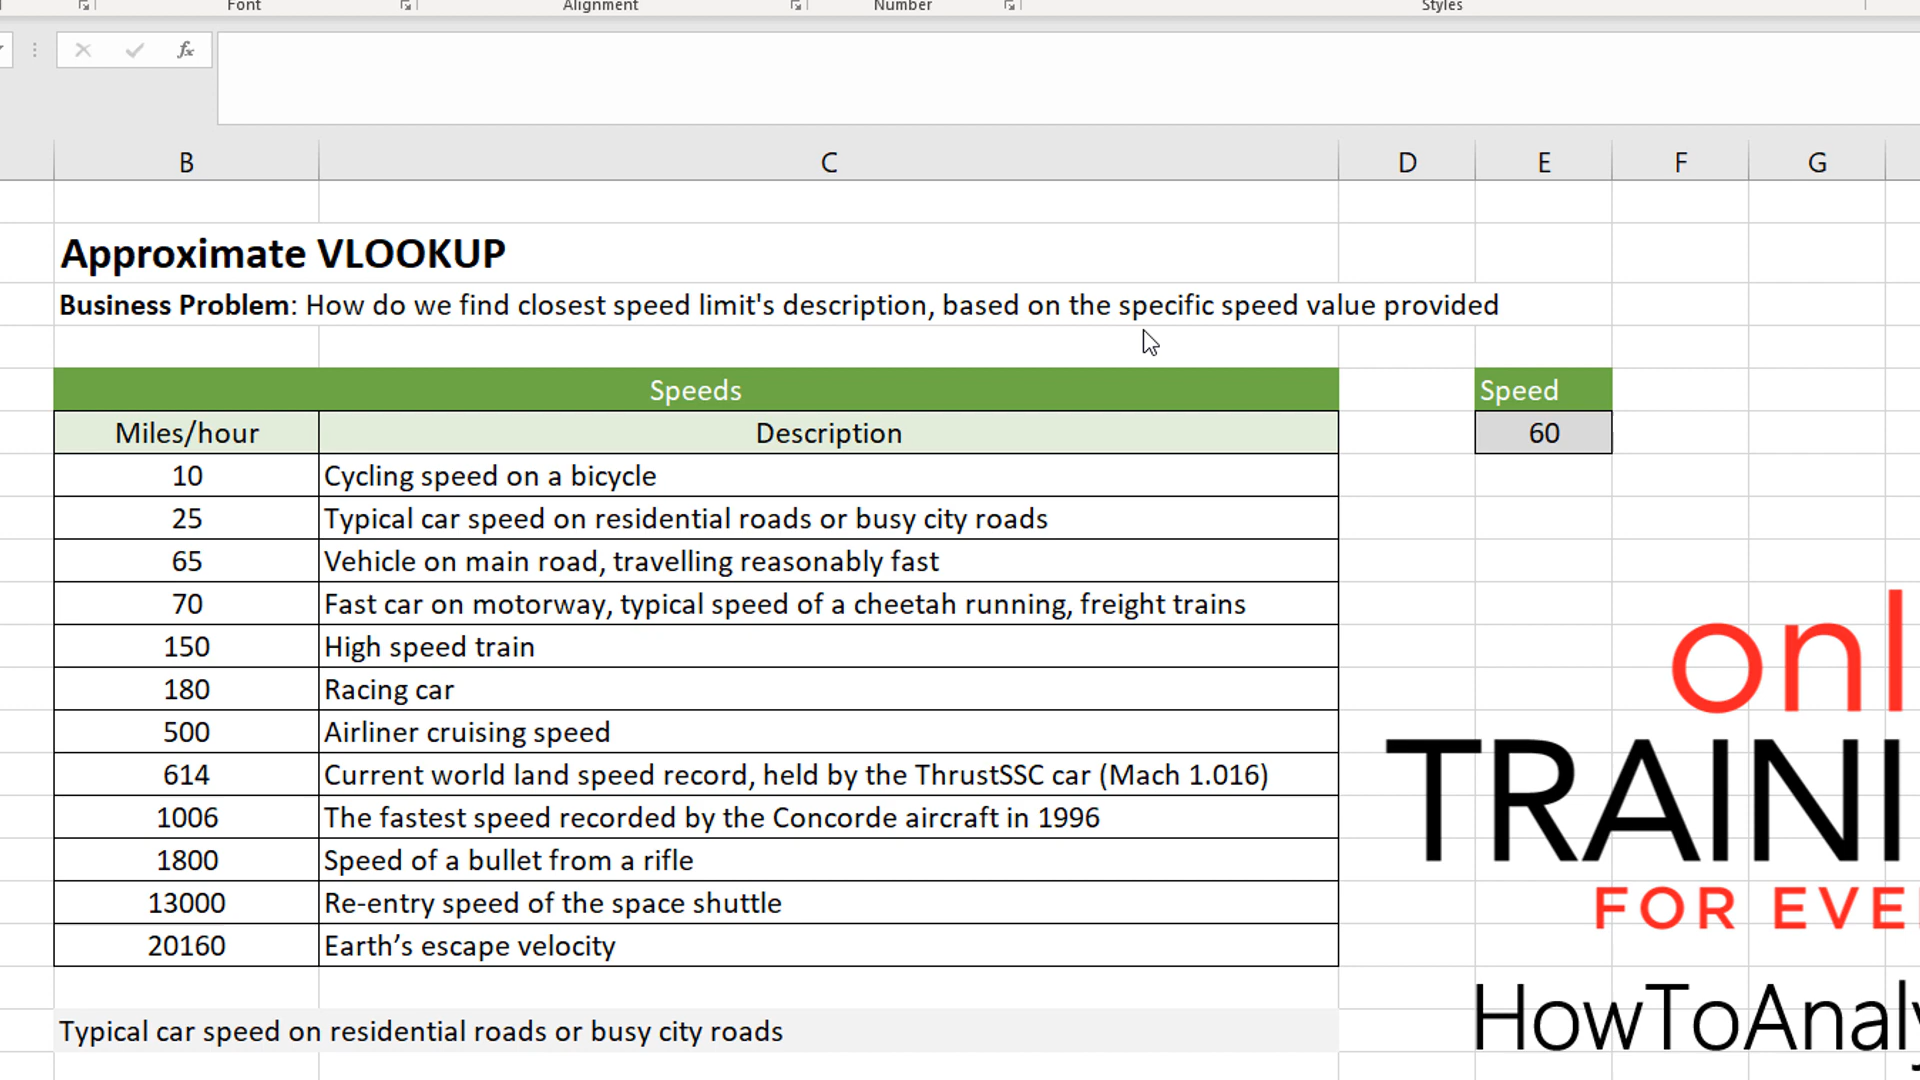 Font Alignment Number Styles
fx
B C D E F G
Approximate VLOOKUP
Business Problem: How do we find closest speed limit's description, based on the specific speed value provided
Speeds Speed
Miles/hour Description 60
10 Cycling speed on a bicycle
25 Typical car speed on residential roads or busy city roads
65 Vehicle on main road, travelling reasonably fast
70 Fast car on motorway, typical speed of a cheetah running, freight trains
150 High speed train
180 Racing car
500 Airliner cruising speed
614 Current world land speed record, held by the ThrustSSC car (Mach 1.016)
1006 The fastest speed recorded by the Concorde aircraft in 1996
1800 Speed of a bullet from a rifle
13000 Re-entry speed of the space shuttle
20160 Earth’s escape velocity
Typical car speed on residential roads or busy city roads
onl
TRAINI
FOR EVE
HowToAnaly